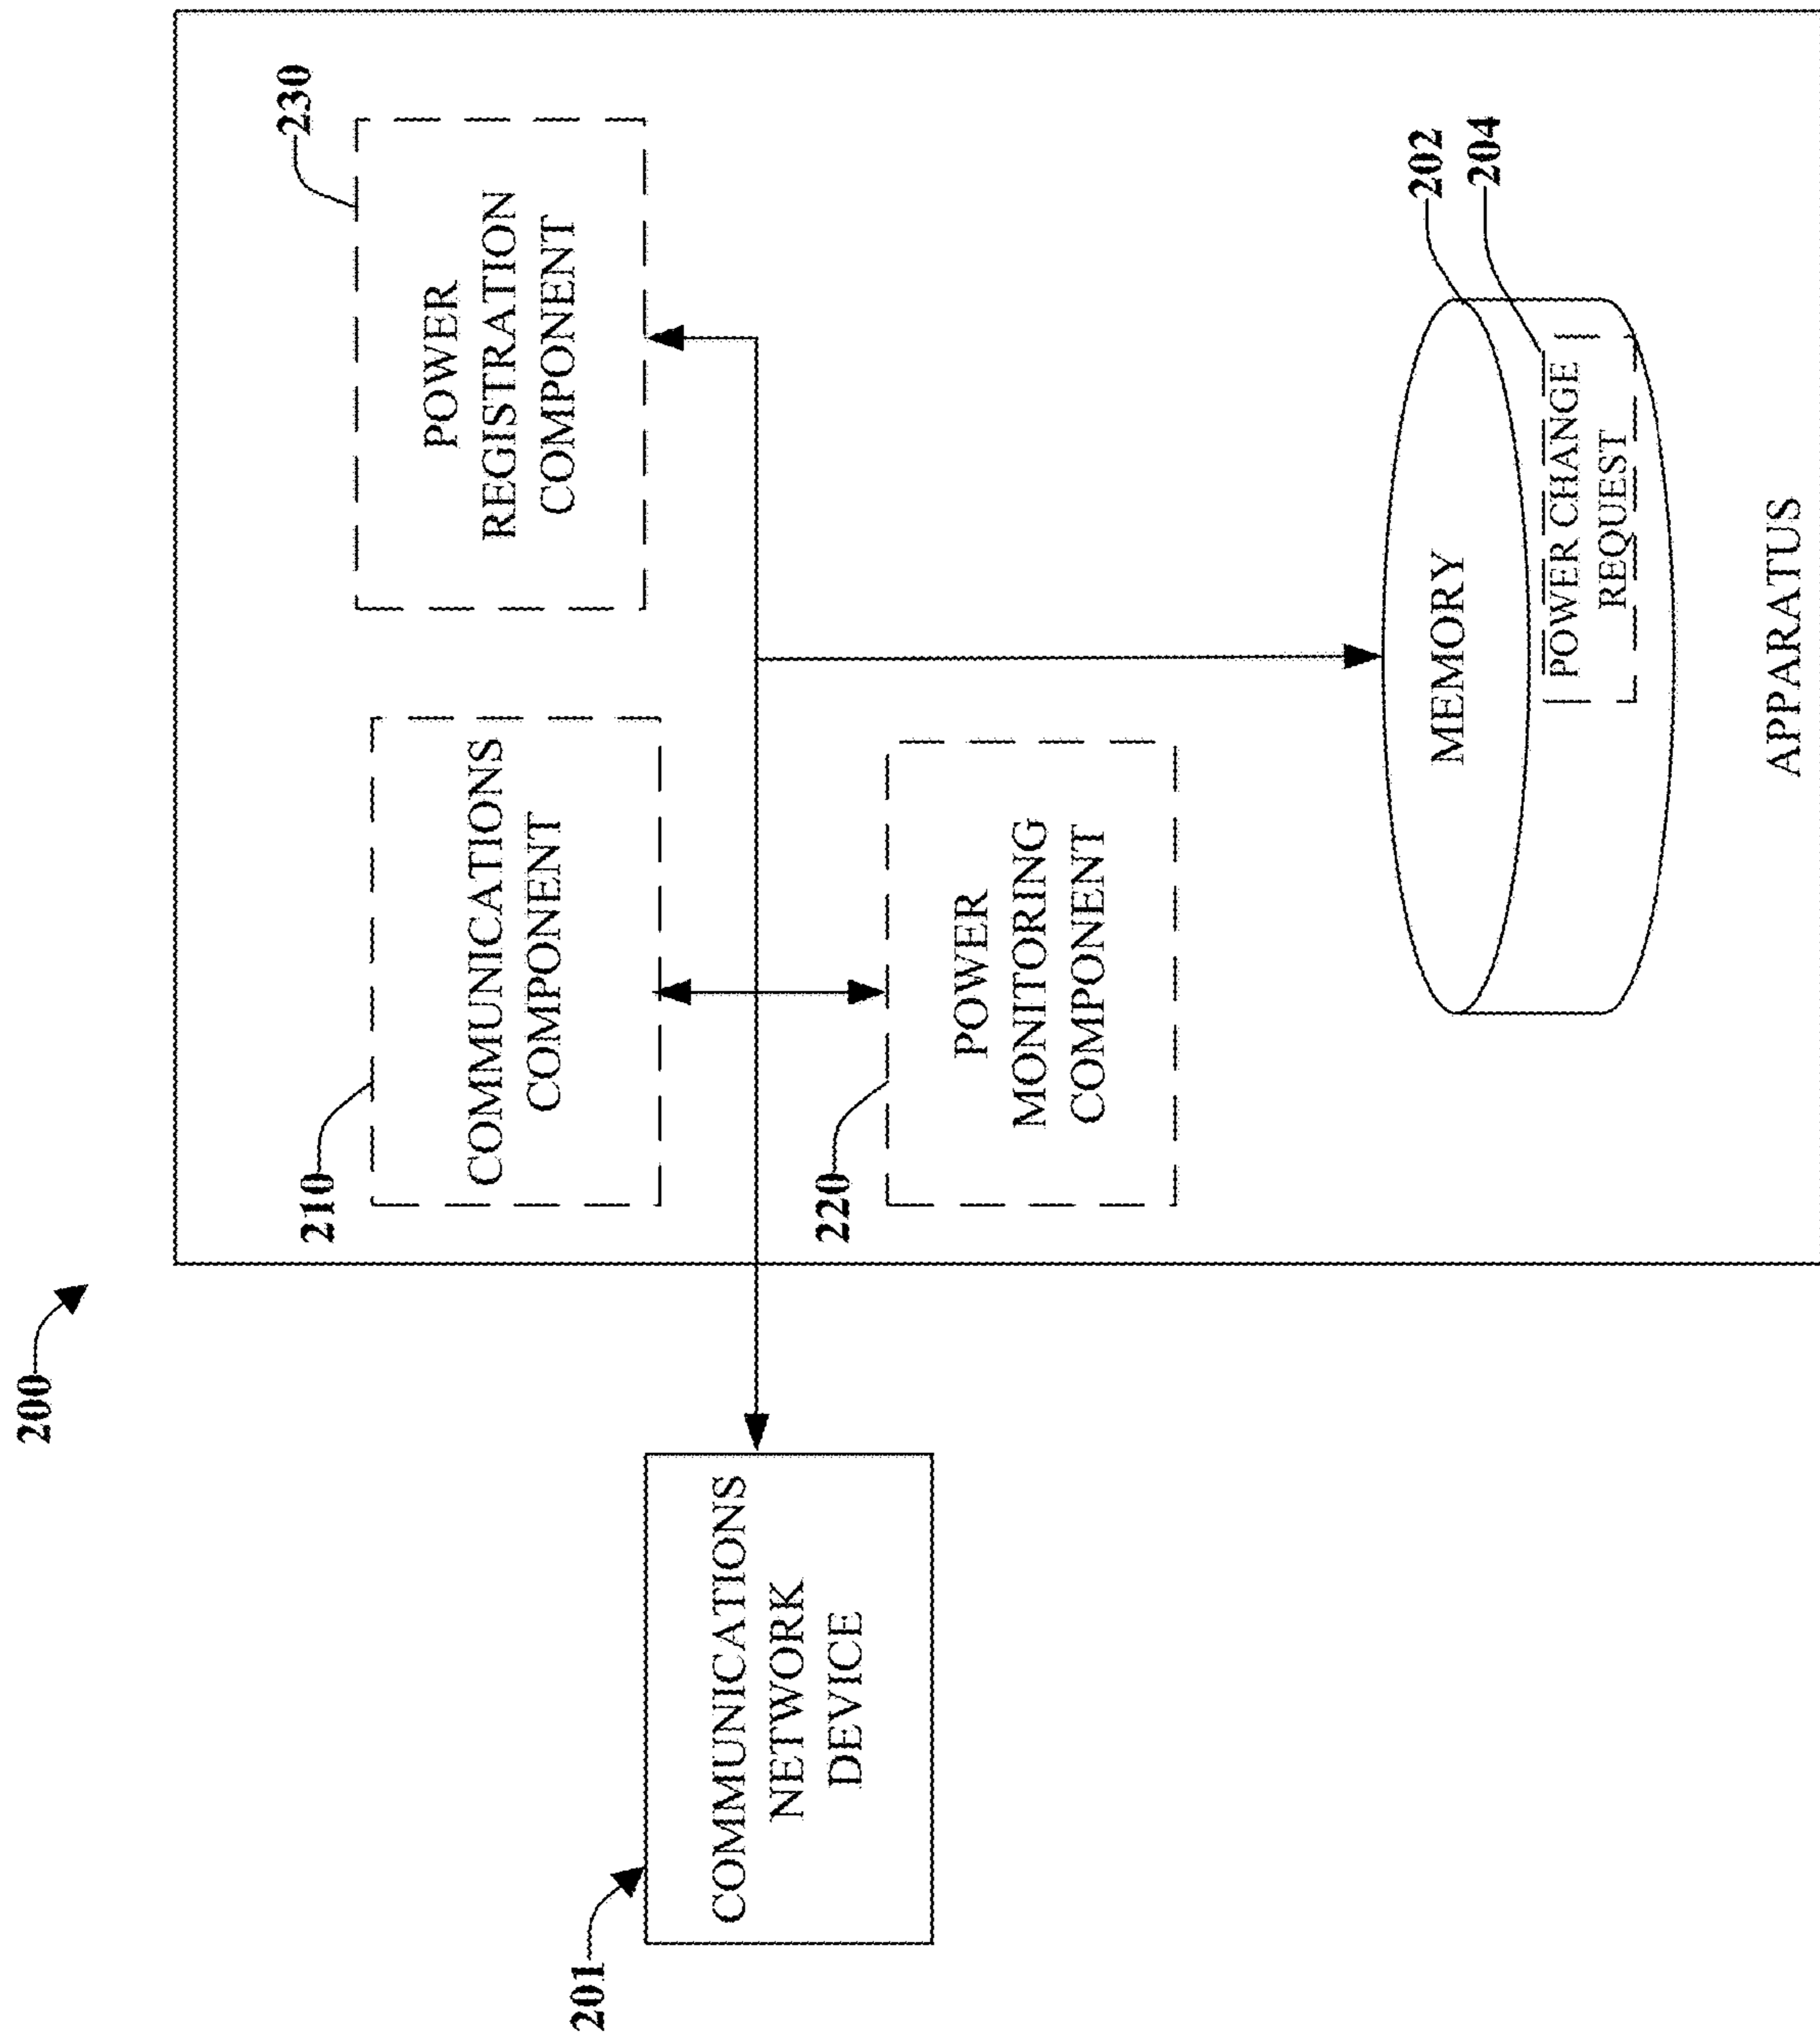 200
201
COMMUNICATIONS
NETWORK
DEVICE
210
COMMUNICATIONS
COMPONENT
230
POWER
REGISTRATION
COMPONENT
220
POWER
MONITORING
COMPONENT
202
204
MEMORY
POWER CHANGE
REQUEST
APPARATUS